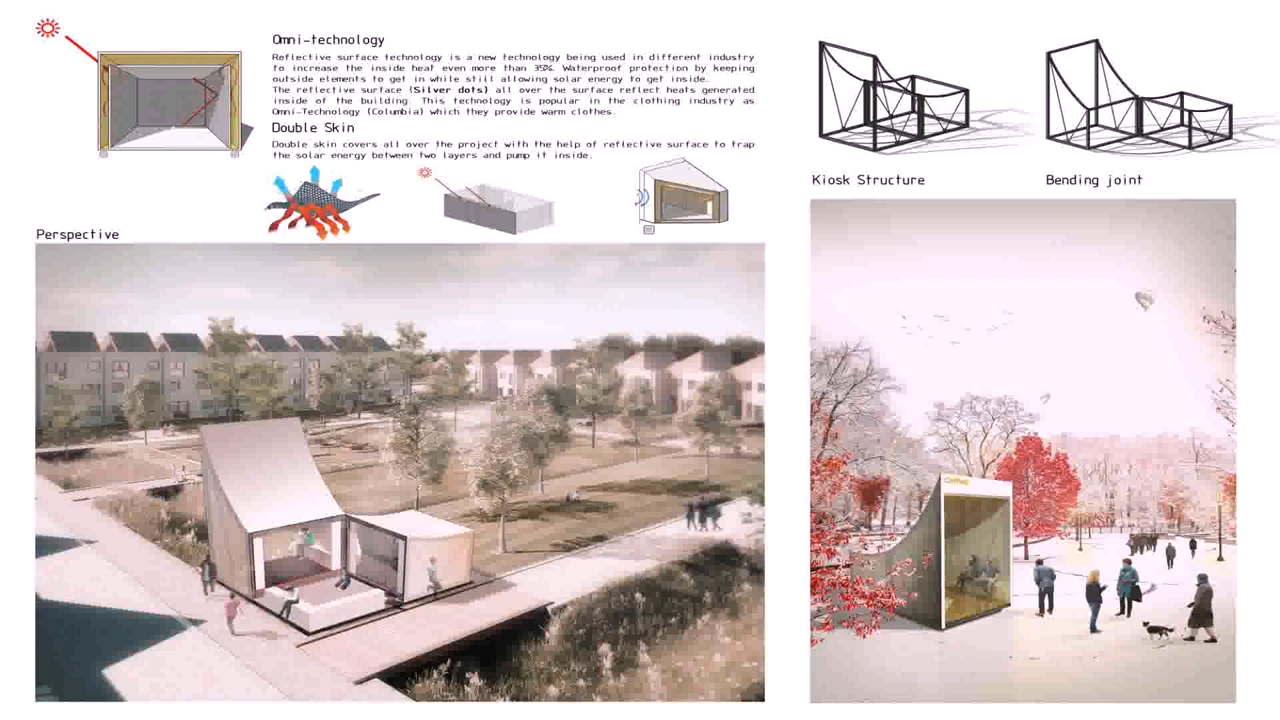 Omni-technology
Reflective surface technology is a new technology being used in different industry
to increase the inside heat even more than 35%. Waterproof protection by keeping
outside elements to get in while still allowing solar energy to get inside.
The reflective surface (Silver dots) all over the surface reflect heats generated
inside of the building. This technology is popular in the clothing industry as
Omni-Technology (Columbia) which they provide warm clothes.
Double Skin
Double skin covers all over the project with the help of reflective surface to trap
the solar energy between two layers and pump it inside.
Kiosk Structure
Bending joint
Perspective